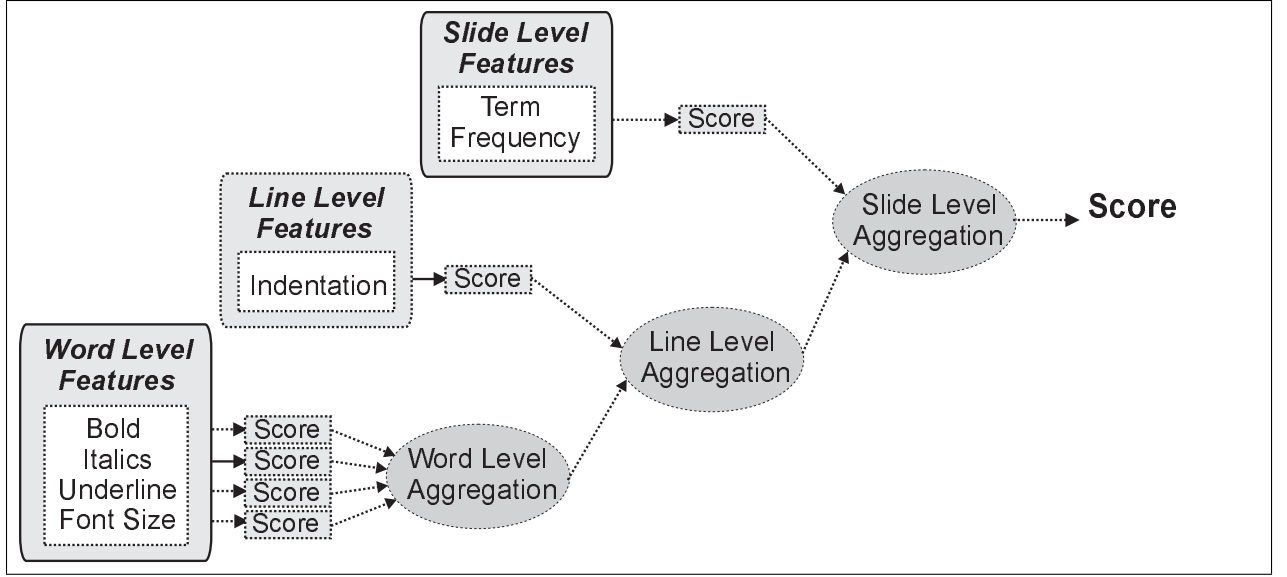 Slide Level
Features
Term
Frequency
Score
Line Level
Features
Indentation
Score
Word Level
Features
Bold
Italics
Underline
Font Size
Score
Score
Score
Score
Word Level
Aggregation
Line Level
Aggregation
Slide Level
Aggregation
Score